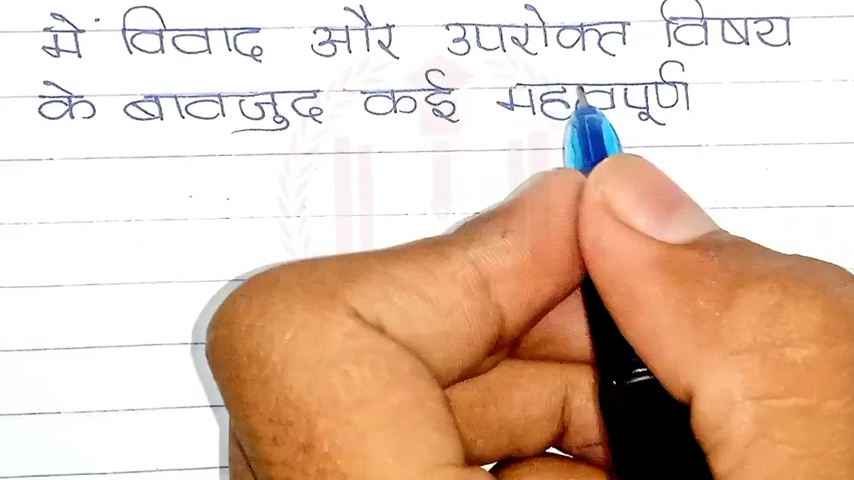 में विवाद और उपरोक्त विषय
के बावजुद कई महत्वपूर्ण